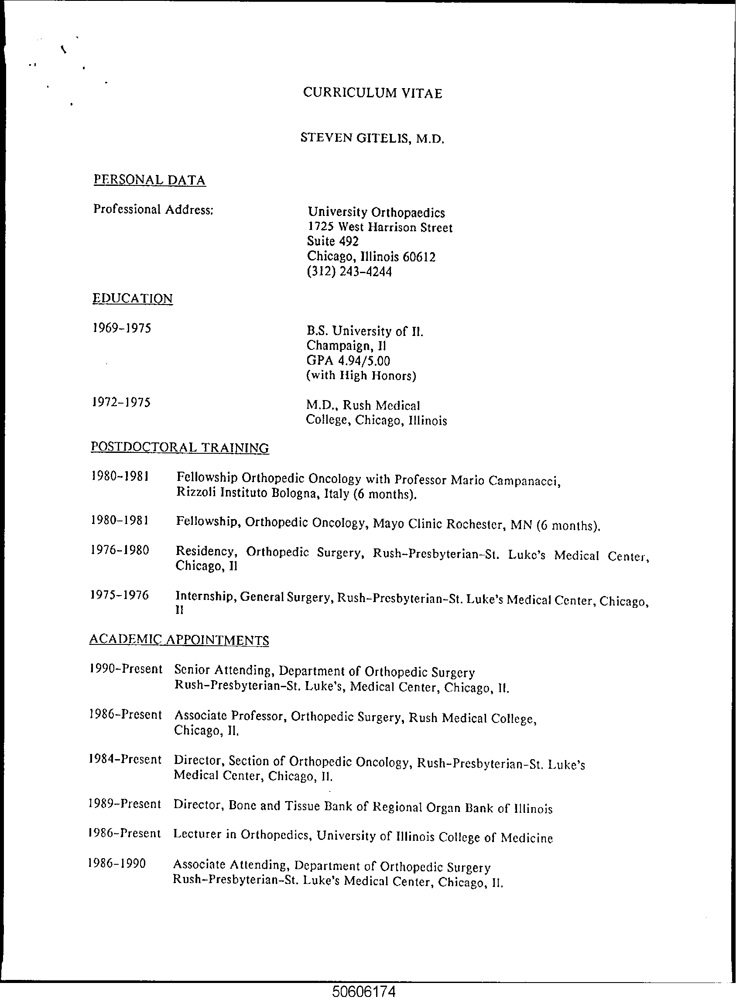 CURRICULUM VITAE
STEVEN GITELIS, M.D.
PERSONAL DATA
Professional Address:
University Orthopaedics
1725 West Harrison Street
Suite 492
Chicago, Illinois 60612
(312) 243-4244
EDUCATION
1969-1975 B.S. University of Il.
Champaign, Il
GPA 4.94/5.00
(with High Honors)
1972-1975 M.D., Rush Medical
College, Chicago, Illinois
POSTDOCTORAL TRAINING
1980-1981 Fellowship Orthopedic Oncology with Professor Mario Campanacci,
Rizzoli Instituto Bologna, Italy (6 months).
1980-1981 Fellowship, Orthopedic Oncology, Mayo Clinic Rochester, MN (6 months).
1976-1980 Residency, Orthopedic Surgery, Rush-Presbyterian-St. Luke's Medical Center,
Chicago, Il
1975-1976 Internship, General Surgery, Rush-Presbyterian-St. Luke's Medical Center, Chicago,
Il
ACADEMIC APPOINTMENTS
1990-Present Senior Attending, Department of Orthopedic Surgery
Rush-Presbyterian-St. Luke's, Medical Center, Chicago, Il.
1986-Present Associate Professor, Orthopedic Surgery, Rush Medical College,
Chicago, Il.
1984-Present Director, Section of Orthopedic Oncology, Rush-Presbyterian-St. Luke's
Medical Center, Chicago, Il.
1989-Present Director, Bone and Tissue Bank of Regional Organ Bank of Illinois
1986-Present Lecturer in Orthopedics, University of Illinois College of Medicine
1986-1990 Associate Attending, Department of Orthopedic Surgery
Rush-Presbyterian-St. Luke's Medical Center, Chicago, Il.
50606174